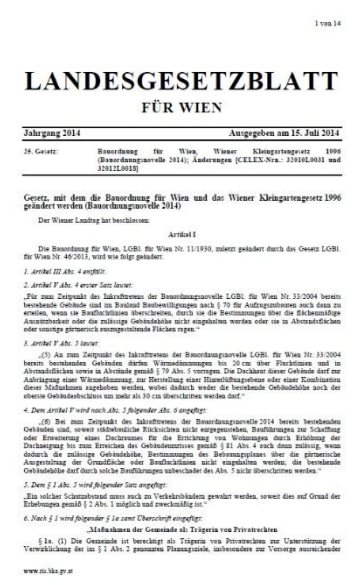 1 von 14
LANDESGESETZBLATT
FÜR WIEN
Jahrgang 2014 Ausgegeben am 15. Juli 2014
25. Gesetz: Bauordnung für Wien, Wiener Kleingartengesetz 1996
(Bauordnungsnovelle 2014); Änderungen [CELEX-Nrn.: 32010L0031 und
32012L0018]
Gesetz, mit dem die Bauordnung für Wien und das Wiener Kleingartengesetz 1996
geändert werden (Bauordnungsnovelle 2014)
Der Wiener Landtag hat beschlossen:
Artikel I
Die Bauordnung für Wien, LGBl. für Wien Nr. 11/1930, zuletzt geändert durch das Gesetz LGBl.
für Wien Nr. 46/2013, wird wie folgt geändert:
1. Artikel III Abs. 4 entfällt.
2. Artikel V Abs. 4 erster Satz lautet:
„Für zum Zeitpunkt des Inkrafttretens der Bauordnungsnovelle LGBl. für Wien Nr. 33/2004 bereits
bestehende Gebäude sind im Bauland Baubewilligungen nach § 70 für Aufzugszubauten auch dann zu
erteilen, wenn sie Baufluchtlinien überschreiten, durch sie die Bestimmungen über die flächenmäßige
Ausnützbarkeit oder die zulässige Gebäudehöhe nicht eingehalten werden oder sie in Abstandsflächen
oder sonstige gärtnerisch auszugestaltende Flächen ragen.“
3. Artikel V Abs. 5 lautet:
„(5) An zum Zeitpunkt des Inkrafttretens der Bauordnungsnovelle LGBl. für Wien Nr. 33/2004
bereits bestehenden Gebäuden dürfen Wärmedämmungen bis 20 cm über Fluchtlinien und in
Abstandsflächen sowie in Abstände gemäß § 79 Abs. 5 vorragen. Die Dachhaut dieser Gebäude darf zur
Anbringung einer Wärmedämmung, zur Herstellung einer Hinterlüftungsebene oder einer Kombination
dieser Maßnahmen angehoben werden, wobei dadurch weder die bestehende Gebäudehöhe noch der
oberste Gebäudeabschluss um mehr als 30 cm überschritten werden darf.“
4. Dem Artikel V wird nach Abs. 5 folgender Abs. 6 angefügt:
„(6) Bei zum Zeitpunkt des Inkrafttretens der Bauordnungsnovelle 2014 bereits bestehenden
Gebäuden sind, soweit städtebauliche Rücksichten nicht entgegenstehen, Bauführungen zur Schaffung
oder Erweiterung eines Dachraumes für die Errichtung von Wohnungen durch Erhöhung der
Dachneigung bis zum Erreichen des Gebäudeumrisses gemäß § 81 Abs. 4 auch dann zulässig, wenn
dadurch die zulässige Gebäudehöhe, Bestimmungen des Bebauungsplanes über die gärtnerische
Ausgestaltung der Grundfläche oder Baufluchtlinien nicht eingehalten werden; die bestehende
Gebäudehöhe darf durch solche Bauführungen unbeschadet des Abs. 5 nicht überschritten werden.“
5. Dem § 1 Abs. 5 wird folgender Satz angefügt:
„Ein solcher Schutzabstand muss auch zu Verkehrsbändern gewahrt werden, soweit dies auf Grund der
Erhebungen gemäß § 2 Abs. 1 möglich und zweckmäßig ist.“
6. Nach § 1 wird folgender § 1a samt Überschrift eingefügt:
„Maßnahmen der Gemeinde als Trägerin von Privatrechten
§ 1a. (1) Die Gemeinde ist berechtigt als Trägerin von Privatrechten zur Unterstützung der
Verwirklichung der im § 1 Abs. 2 genannten Planungsziele, insbesondere zur Vorsorge ausreichender
www.ris.bka.gv.at